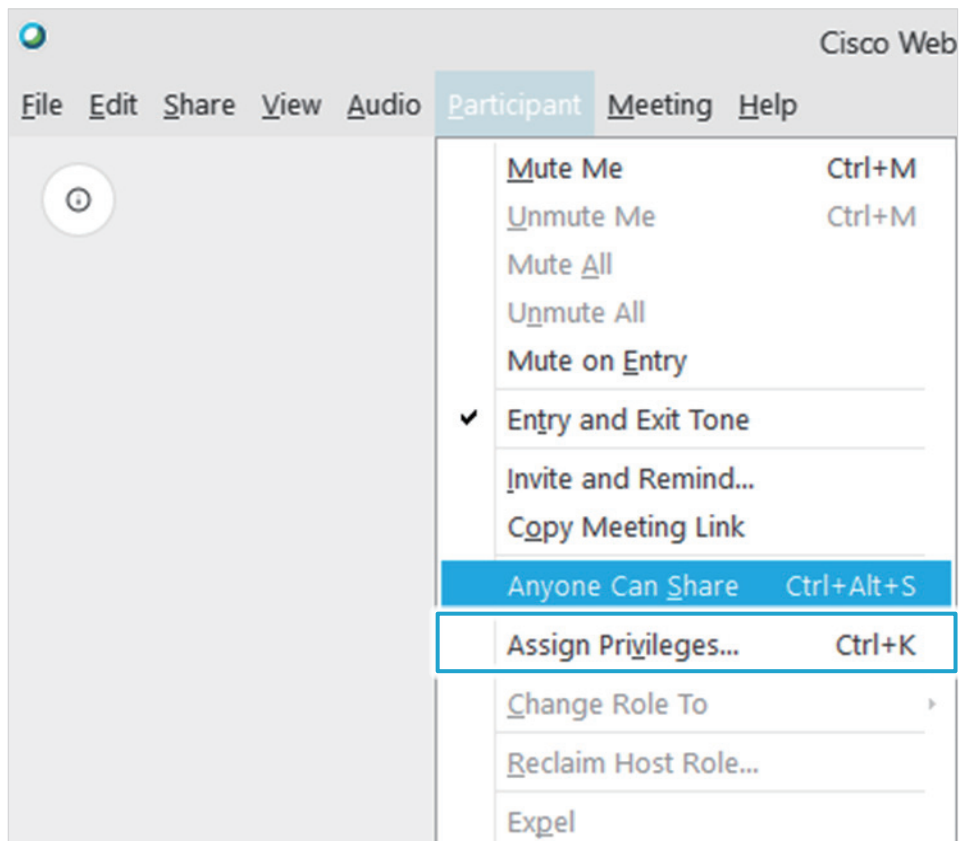 Cisco Web
File Edit Share View Audio Participant Meeting Help
Mute Me Ctrl+M
Unmute Me Ctrl+M
Mute All
Unmute All
Mute on Entry
Entry and Exit Tone
Invite and Remind...
Copy Meeting Link
Anyone Can Share Ctrl+Alt+S
Assign Privileges... Ctrl+K
Change Role To
Reclaim Host Role...
Expel